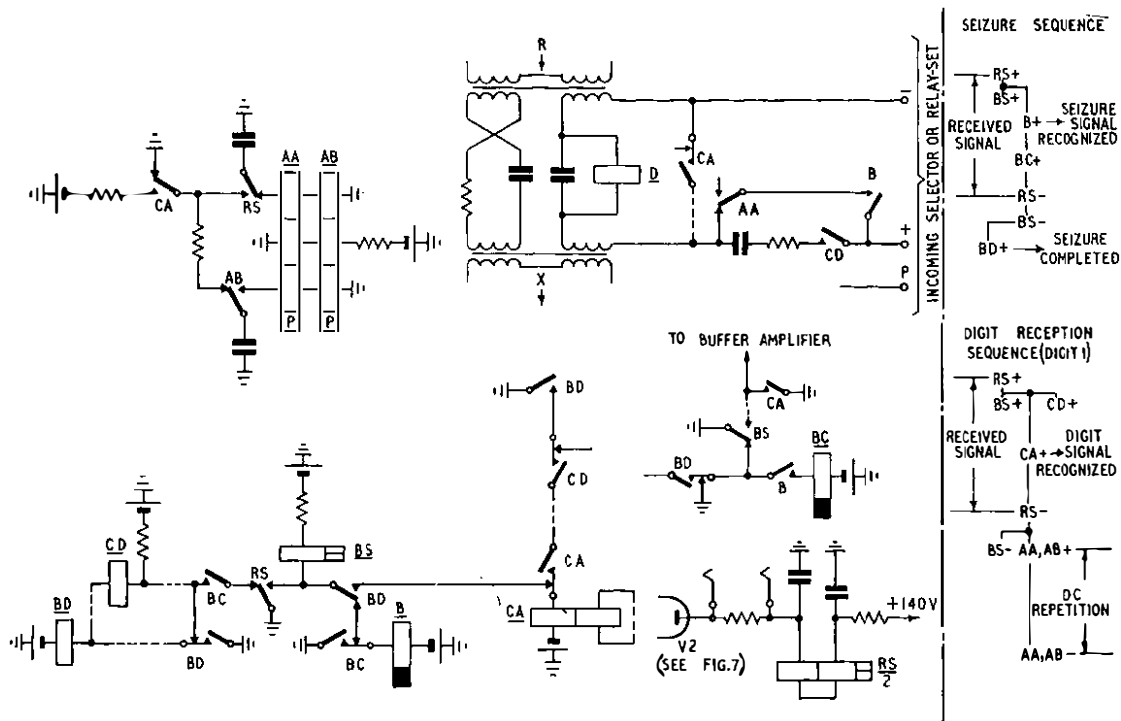 R
AA
AB
CA
RS
AB
P
P
D
CA
AA
B
CD
X
-
+
P
INCOMING SELECTOR OR RELAY-SET
SEIZURE SEQUENCE
RS+
BS+
RECEIVED
SIGNAL
B+ → SEIZURE
SIGNAL
RECOGNIZED
BC+
RS-
BS-
BD+ → SEIZURE
COMPLETED
TO BUFFER AMPLIFIER
BD
CA
BS
BC
BD
B
CD
CA
CA
CD
BS
BD
BC
RS
BD
B
BD
BC
V2
(SEE FIG.7)
+140V
RS
2
DIGIT RECEPTION
SEQUENCE (DIGIT 1)
RS+
BS+ CD+
RECEIVED
SIGNAL
CA+ → DIGIT
SIGNAL
RECOGNIZED
RS-
BS- AA, AB+
DC
REPETITION
AA, AB-